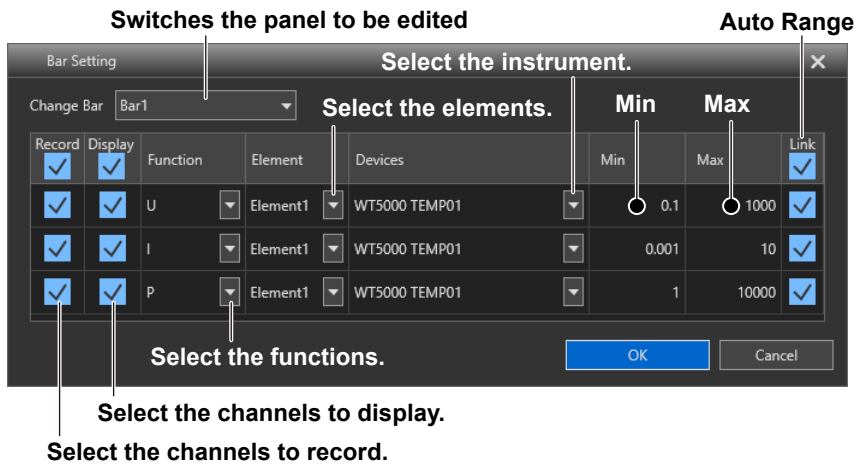 Switches the panel to be edited
Auto Range
Bar Setting
Select the instrument.
Change Bar Bar1
Select the elements.
Min Max
Record Display Function Element Devices Min Max Link
U Element1 WT5000 TEMP01 0.1 1000
I Element1 WT5000 TEMP01 0.001 10
P Element1 WT5000 TEMP01 1 10000
Select the functions.
OK Cancel
Select the channels to display.
Select the channels to record.